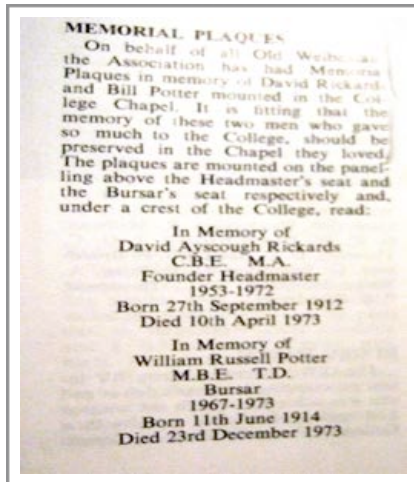 MEMORIAL PLAQUES
On behalf of all Old
the Association has had Memorial
Plaques in memory of David Rickards
and Bill Potter mounted in the Col-
lege Chapel. It is fitting that the
memory of these two men who gave
so much to the College, should be
preserved in the Chapel they loved.
The plaques are mounted on the panel-
ling above the Headmaster's seat and
the Bursar's seat respectively and,
under a crest of the College, read:
In Memory of
David Ayscough Rickards
C.B.E. M.A.
Founder Headmaster
1953-1972
Born 27th September 1912
Died 10th April 1973
In Memory of
William Russell Potter
M.B.E. T.D.
Bursar
1967-1973
Born 11th June 1914
Died 23rd December 1973